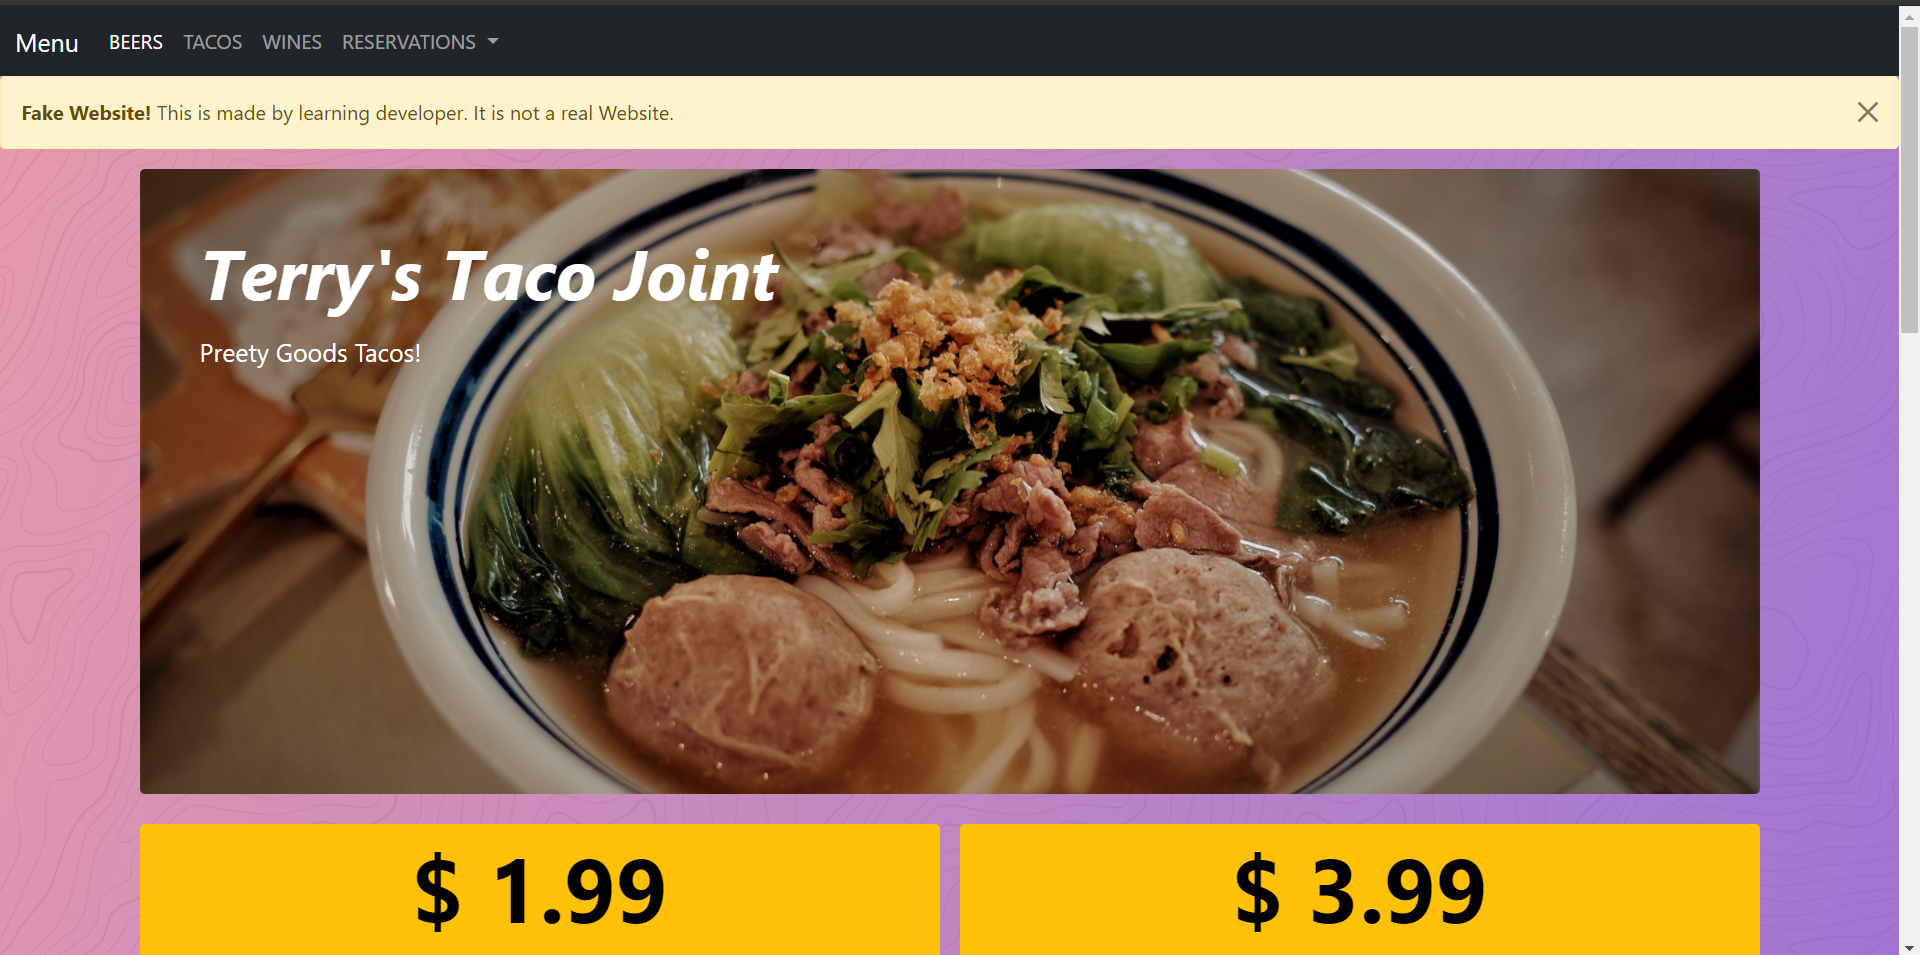 Menu BEERS TACOS WINES RESERVATIONS
Fake Website! This is made by learning developer. It is not a real Website.
Terry's Taco Joint
Preety Goods Tacos!
$ 1.99
$ 3.99